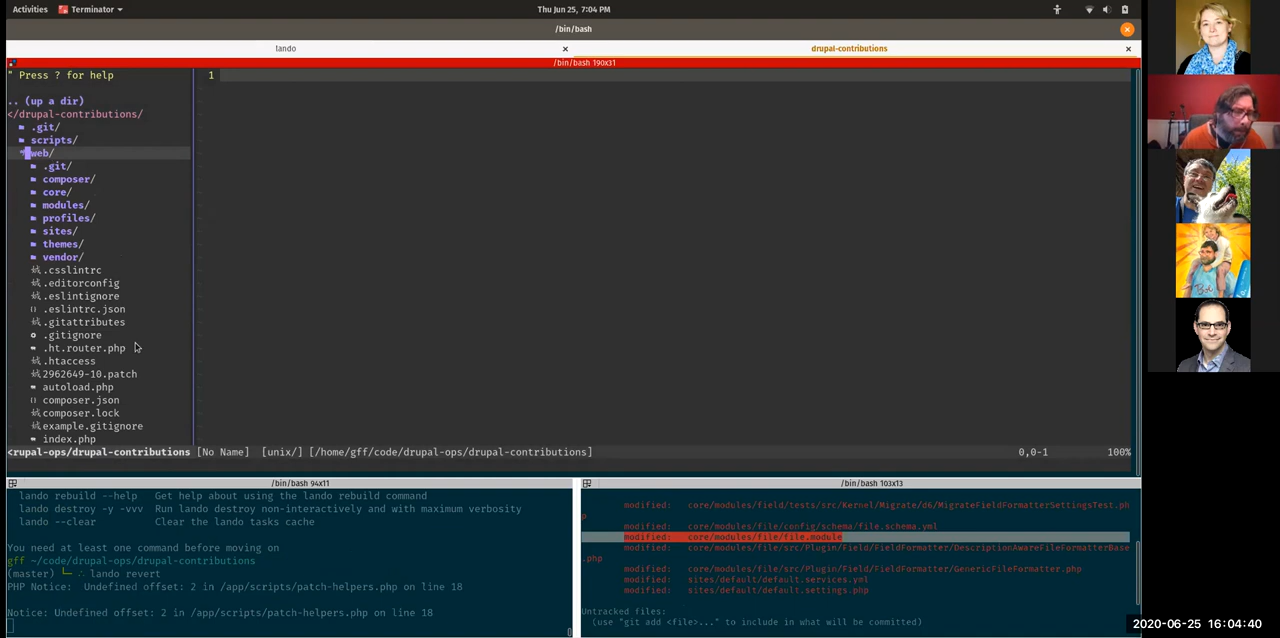 Activities Terminator Thu Jun 25, 7:04 PM
/bin/bash
lando × drupal-contributions ×
/bin/bash 190x31
" Press ? for help
1
.. (up a dir)
</drupal-contributions/
.git/
scripts/
web/
.git/
composer/
core/
modules/
profiles/
sites/
themes/
vendor/
.csslintrc
.editorconfig
.eslintignore
.eslintrc.json
.gitattributes
.gitignore
.ht.router.php
.htaccess
2962649-10.patch
autoload.php
composer.json
composer.lock
example.gitignore
index.php
<rupal-ops/drupal-contributions [No Name] [unix/] [/home/gff/code/drupal-ops/drupal-contributions] 0,0-1 100%
/bin/bash 94x11
lando rebuild --help Get help about using the lando rebuild command
lando destroy -y -vvv Run lando destroy non-interactively and with maximum verbosity
lando --clear Clear the lando tasks cache
You need at least one command before moving on
gff ~/code/drupal-ops/drupal-contributions
(master) └─ ∴ lando revert
PHP Notice: Undefined offset: 2 in /app/scripts/patch-helpers.php on line 18
Notice: Undefined offset: 2 in /app/scripts/patch-helpers.php on line 18
/bin/bash 103x13
modified: core/modules/field/tests/src/Kernel/Migrate/d6/MigrateFieldFormatterSettingsTest.ph
p
modified: core/modules/file/config/schema/file.schema.yml
modified: core/modules/file/file.module
modified: core/modules/file/src/Plugin/Field/FieldFormatter/DescriptionAwareFileFormatterBase
.php
modified: core/modules/file/src/Plugin/Field/FieldFormatter/GenericFileFormatter.php
modified: sites/default/default.services.yml
modified: sites/default/default.settings.php
Untracked files:
(use "git add <file>..." to include in what will be committed)
2020-06-25 16:04:40